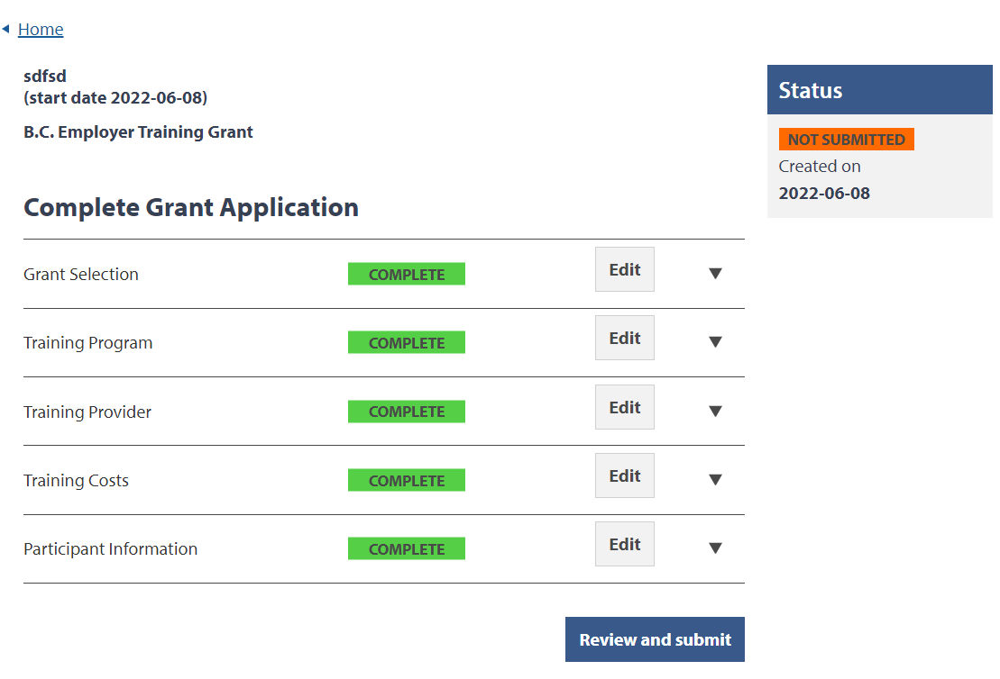 Home
sdfsd
(start date 2022-06-08)
B.C. Employer Training Grant
Status
NOT SUBMITTED
Created on
2022-06-08
Complete Grant Application
Grant Selection COMPLETE Edit
Training Program COMPLETE Edit
Training Provider COMPLETE Edit
Training Costs COMPLETE Edit
Participant Information COMPLETE Edit
Review and submit